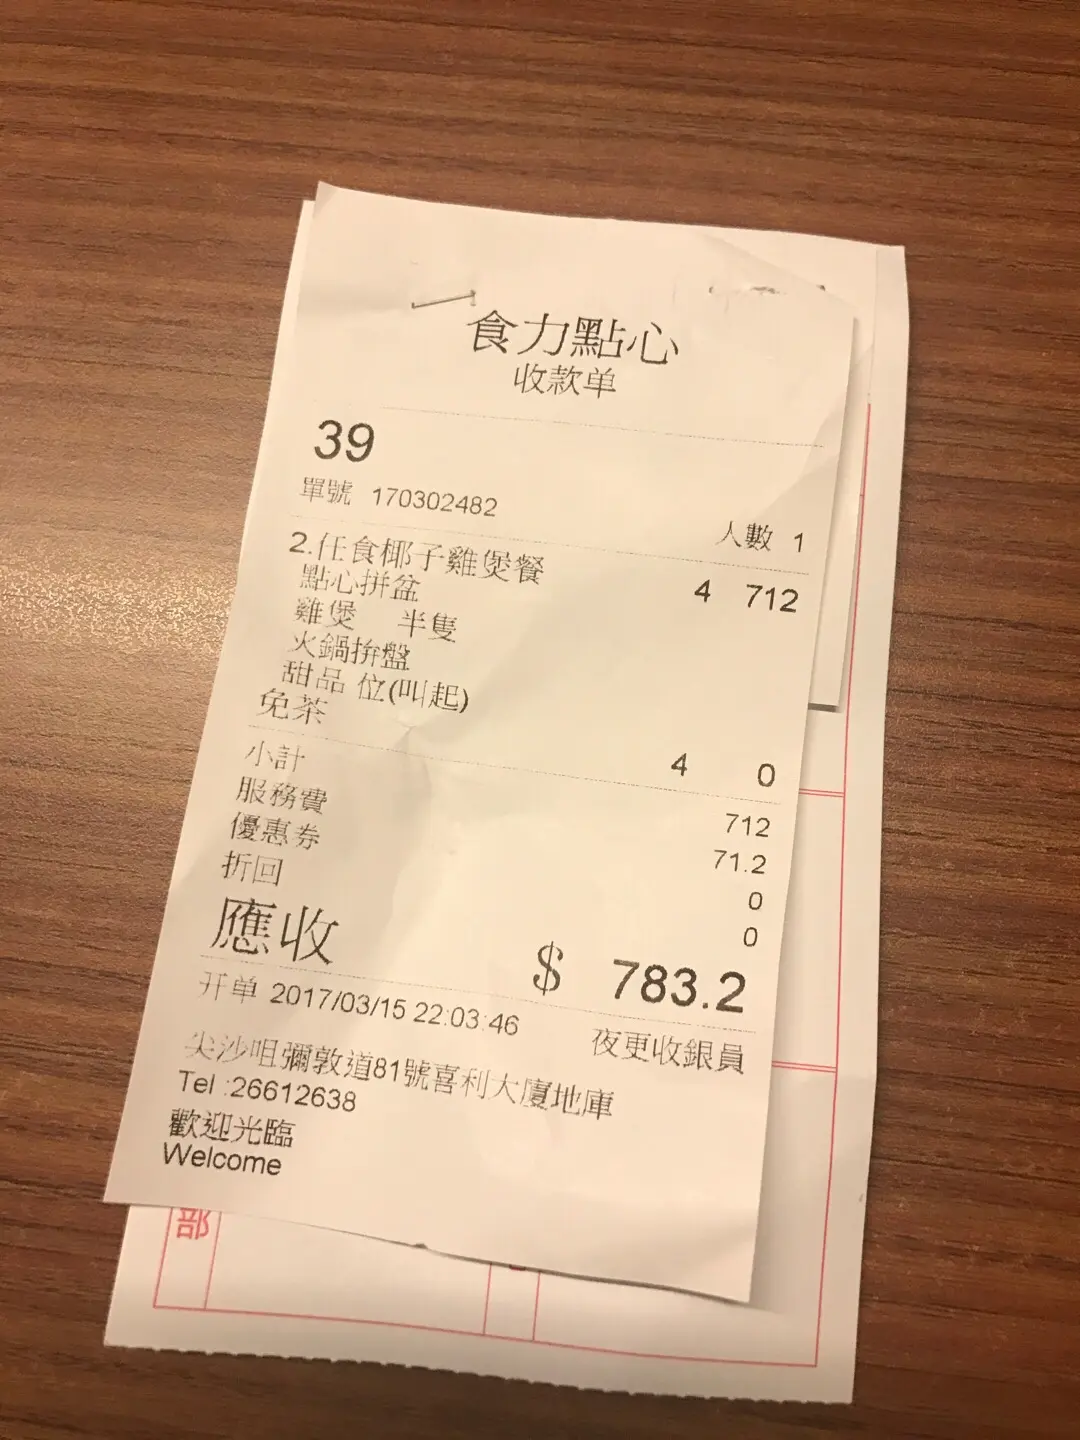 食力點心
收款单
39
單號 170302482 人數 1
2.任食椰子雞煲餐 4 712
點心拼盆
雞煲 半隻
火鍋拚盤
甜品 位(叫起)
免茶 4 0
小計 712
服務費 71.2
優惠券 0
折回 0
應收 $ 783.2
开单 2017/03/15 22:03:46 夜更收銀員
尖沙咀彌敦道81號喜利大廈地庫
Tel :26612638
歡迎光臨
Welcome
部